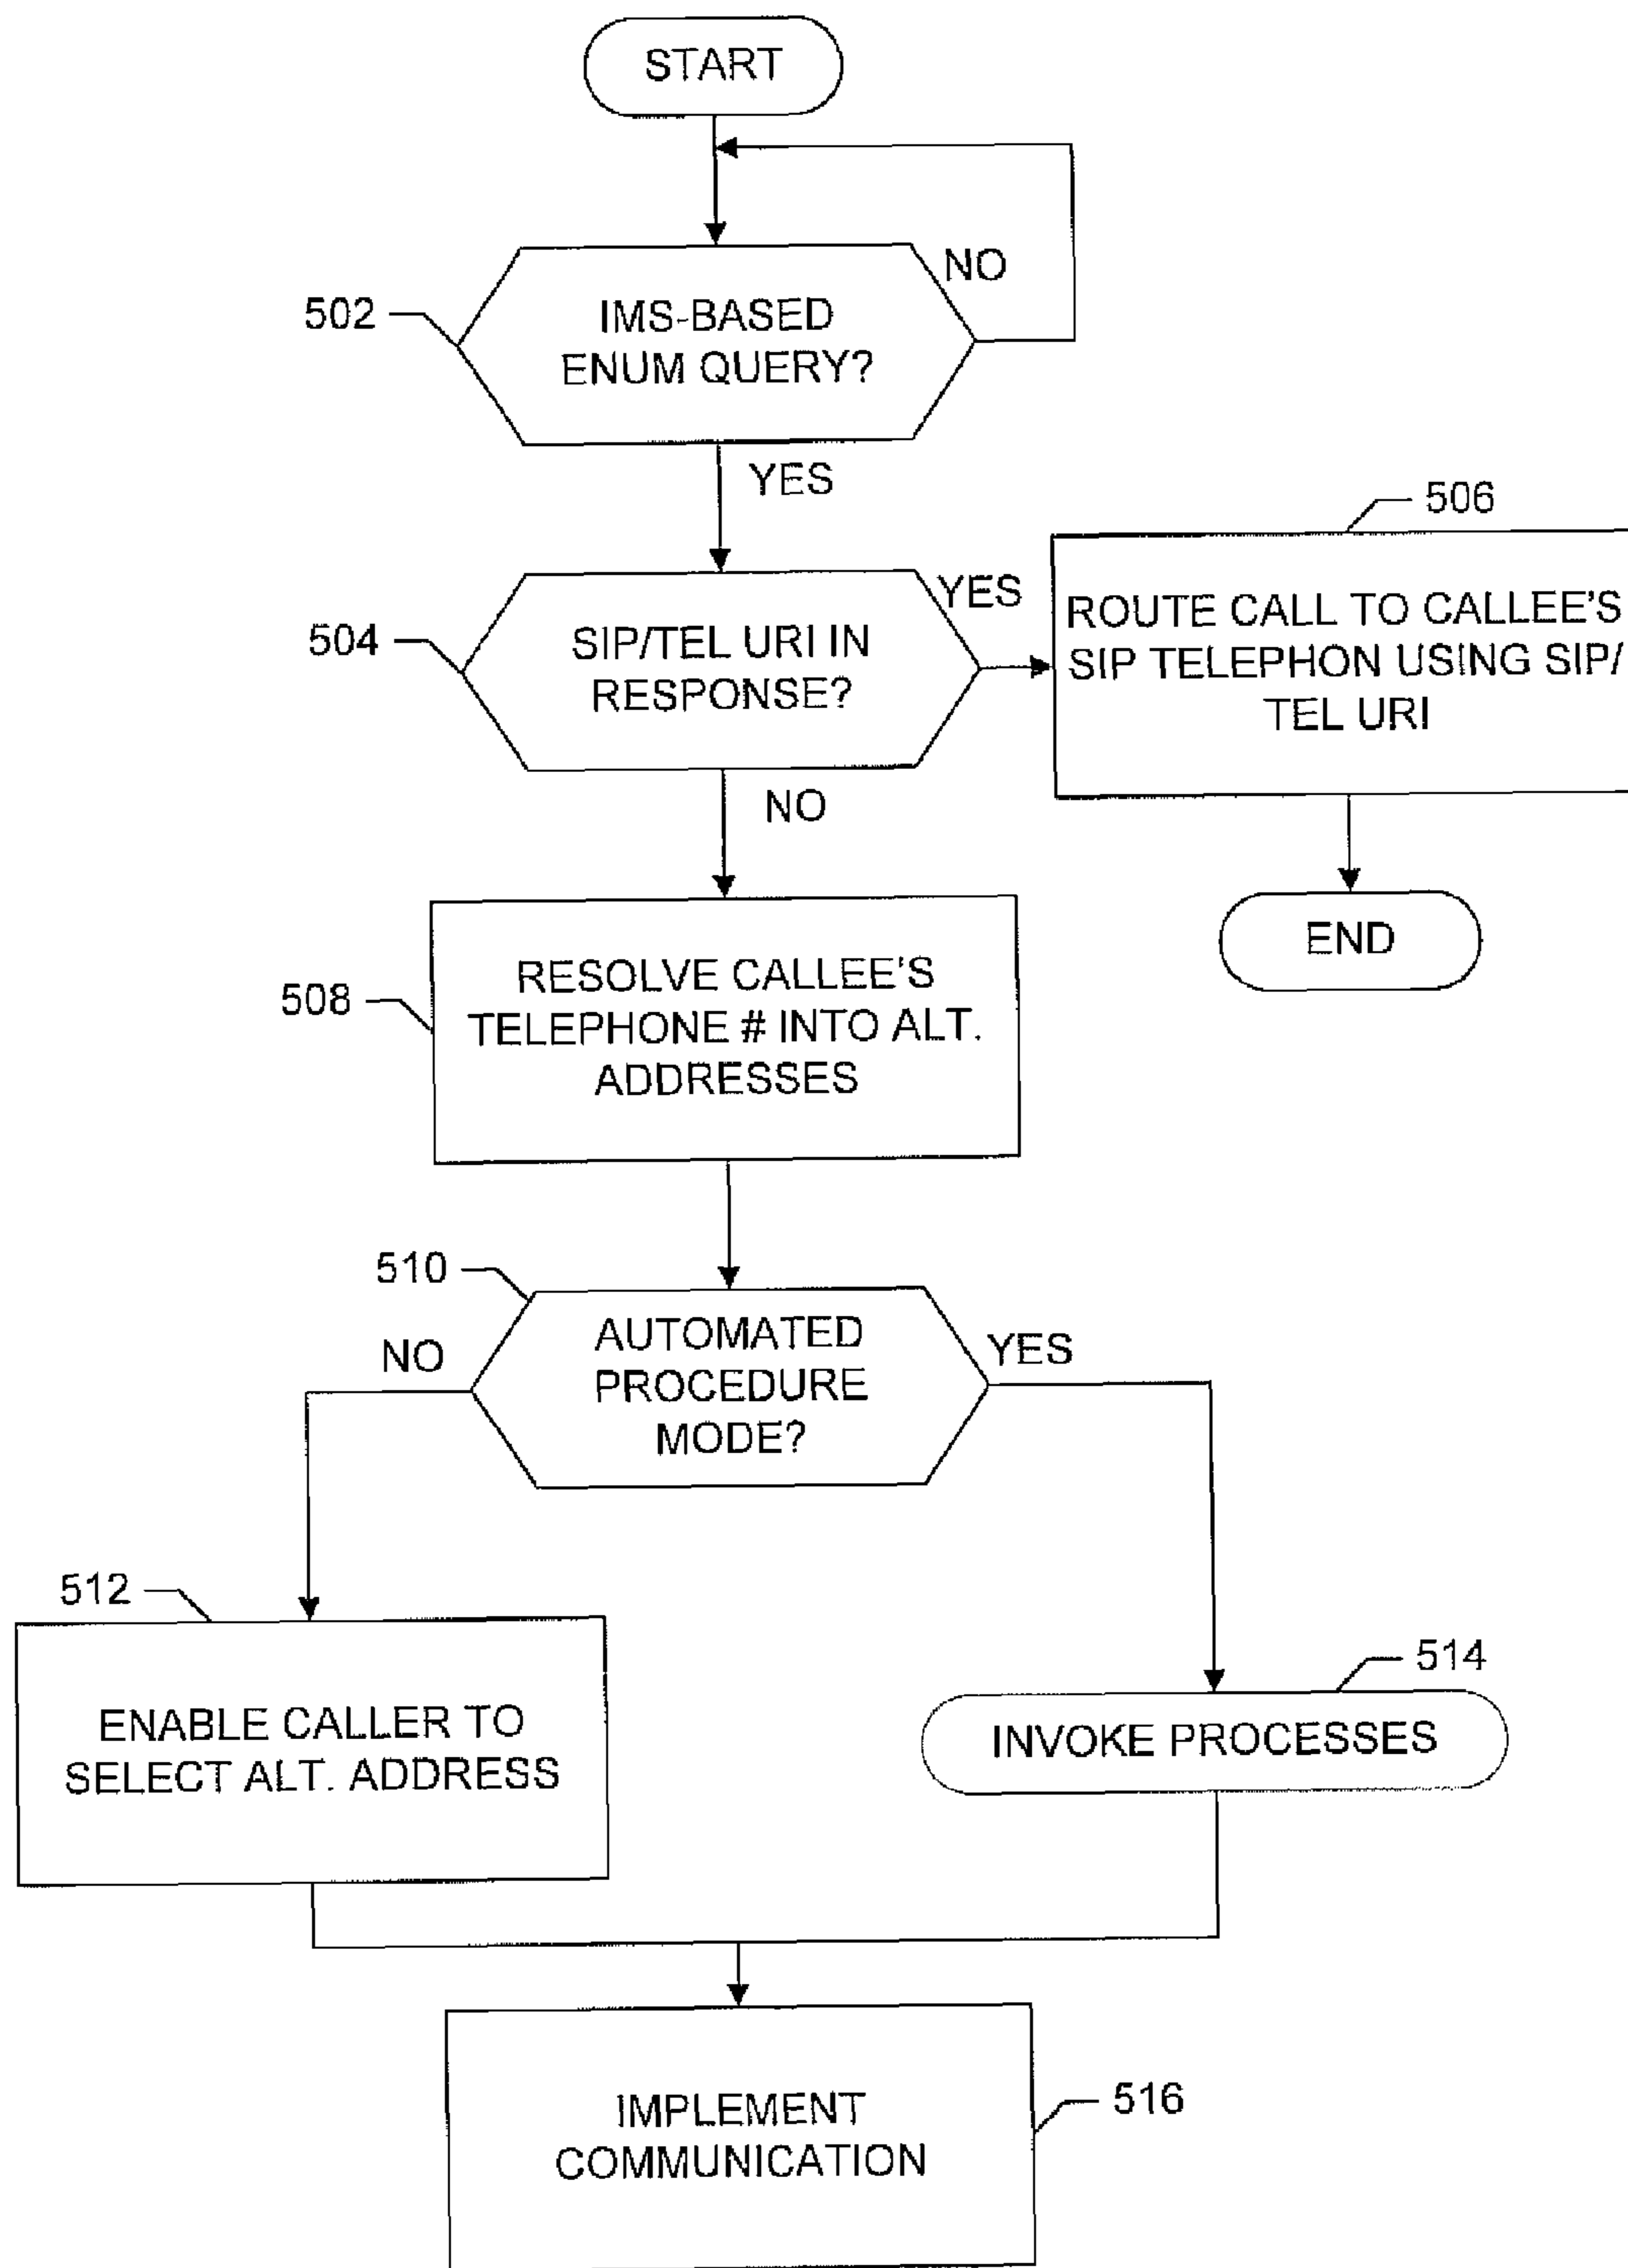 START
NO
502
IMS-BASED
ENUM QUERY?
YES
506
504
SIP/TEL URI IN
RESPONSE?
YES
ROUTE CALL TO CALLEE'S
SIP TELEPHON USING SIP/
TEL URI
NO
END
508
RESOLVE CALLEE'S
TELEPHONE # INTO ALT.
ADDRESSES
510
NO
AUTOMATED
PROCEDURE
MODE?
YES
512
ENABLE CALLER TO
SELECT ALT. ADDRESS
514
INVOKE PROCESSES
IMPLEMENT
COMMUNICATION
516